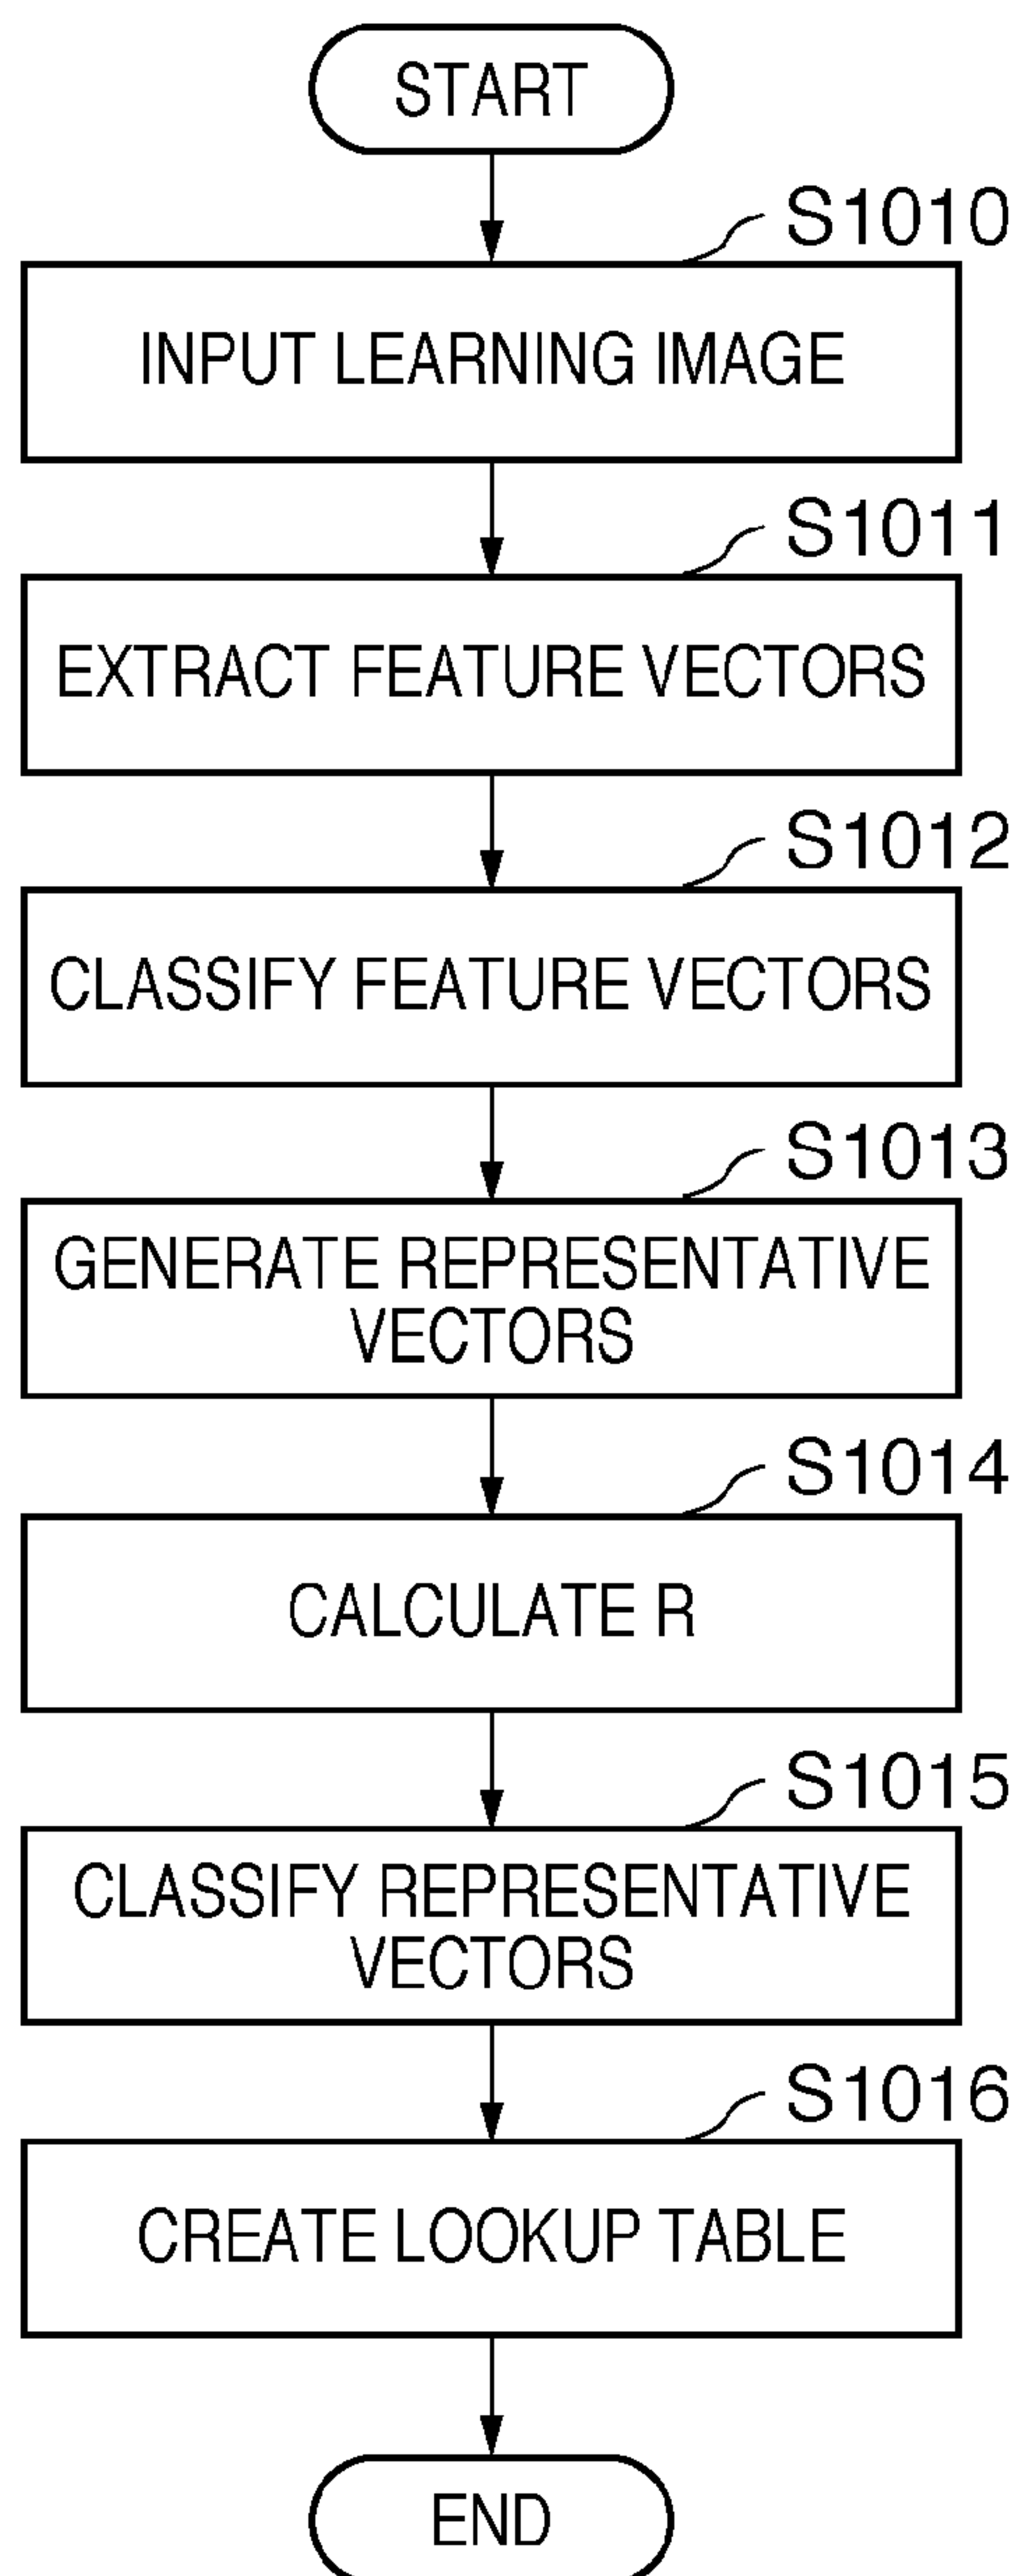 START
S1010
INPUT LEARNING IMAGE
S1011
EXTRACT FEATURE VECTORS
S1012
CLASSIFY FEATURE VECTORS
S1013
GENERATE REPRESENTATIVE
VECTORS
S1014
CALCULATE R
S1015
CLASSIFY REPRESENTATIVE
VECTORS
S1016
CREATE LOOKUP TABLE
END